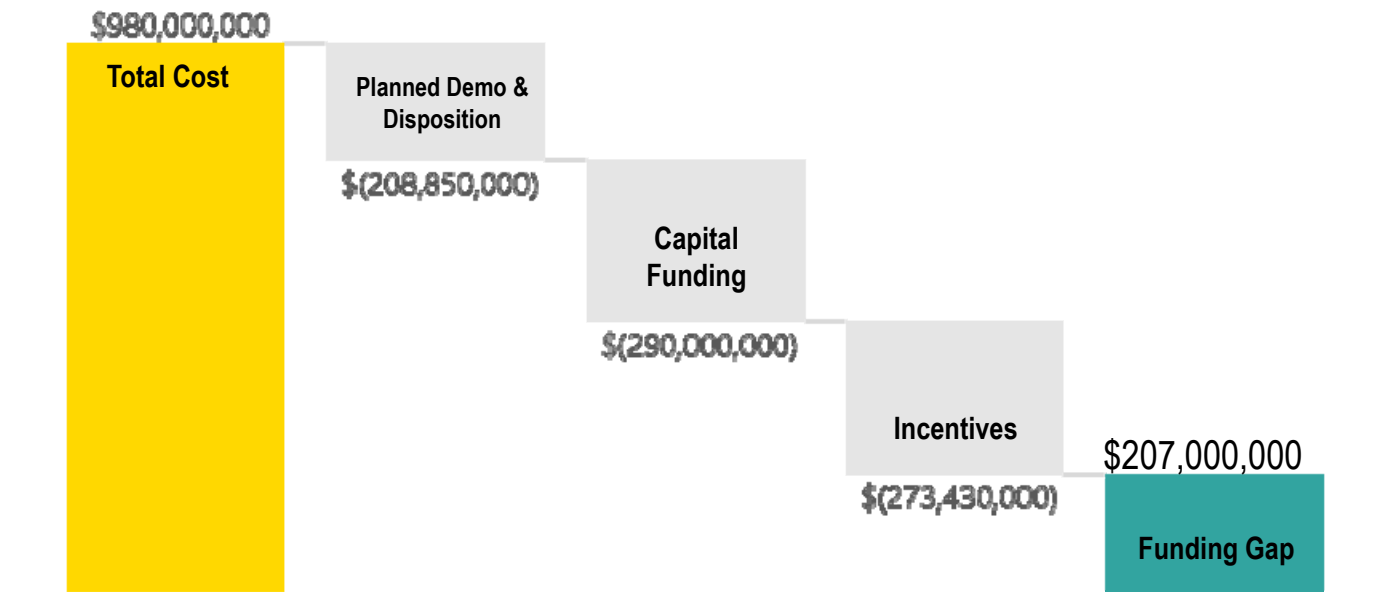 $980,000,000
Total Cost
Planned Demo &
Disposition
$(208,850,000)
Capital
Funding
$(290,000,000)
Incentives
$(273,430,000)
$207,000,000
Funding Gap